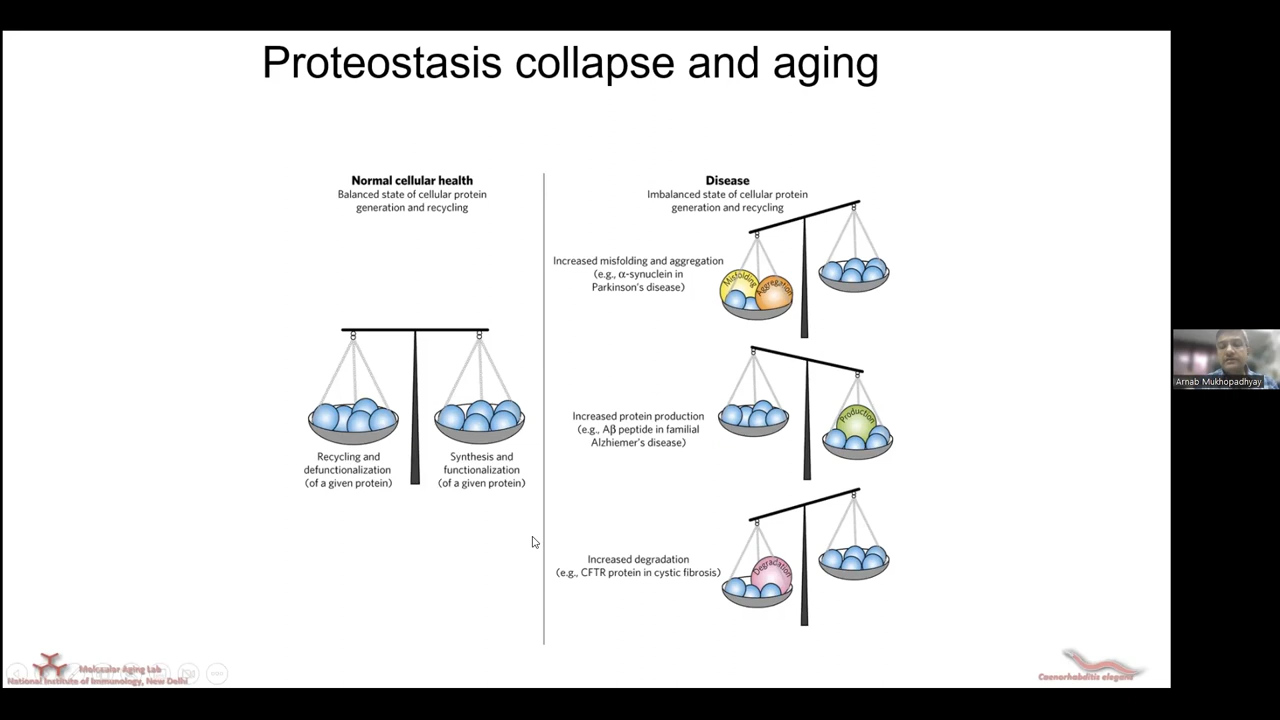 Proteostasis collapse and aging
Normal cellular health
Balanced state of cellular protein
generation and recycling
Recycling and
defunctionalization
(of a given protein)
Synthesis and
functionalization
(of a given protein)
Disease
Imbalanced state of cellular protein
generation and recycling
Increased misfolding and aggregation
(e.g., α-synuclein in
Parkinson's disease)
Misfolding
Aggregation
Increased protein production
(e.g., Aβ peptide in familial
Alzhiemer's disease)
Production
Increased degradation
(e.g., CFTR protein in cystic fibrosis)
Degradation
Arnab Mukhopadhyay
Molecular Aging Lab
National Institute of Immunology, New Delhi
Caenorhabditis elegans